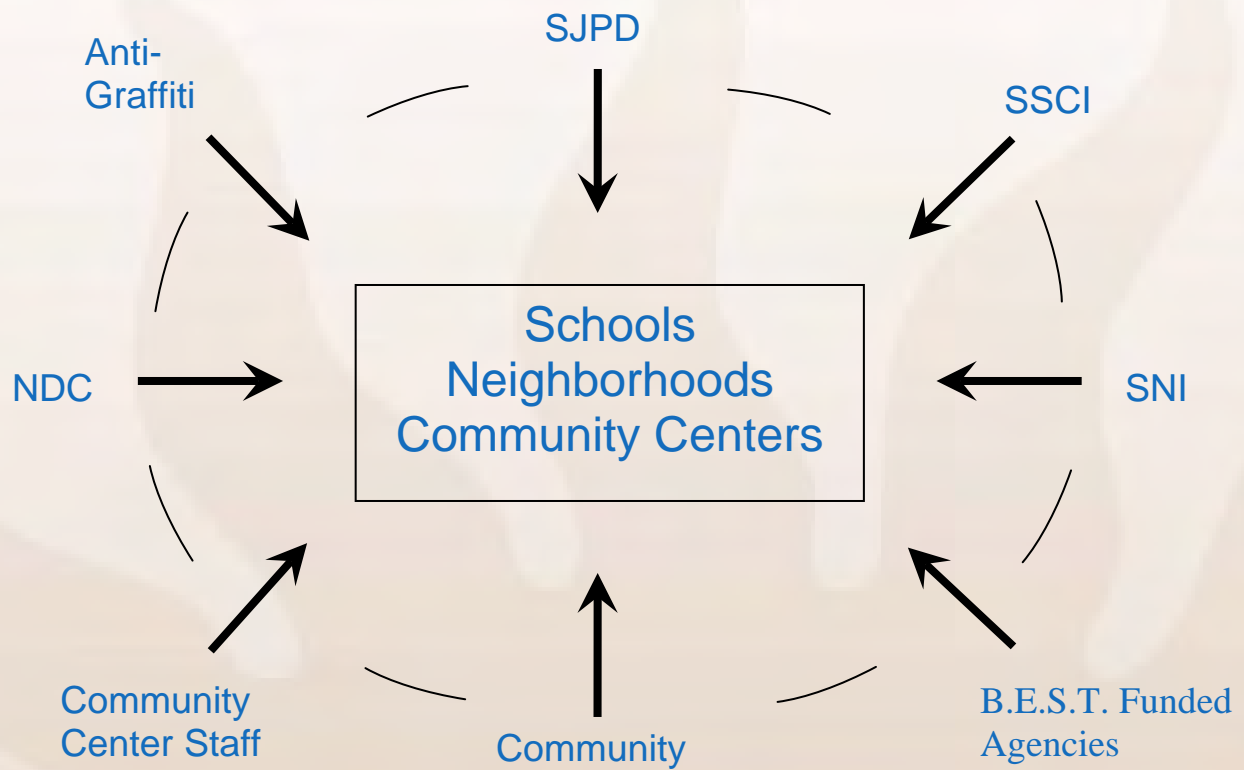 SJPD
Anti-
Graffiti
SSCI
Schools
Neighborhoods
Community Centers
NDC
SNI
Community
Center Staff
Community
B.E.S.T. Funded
Agencies